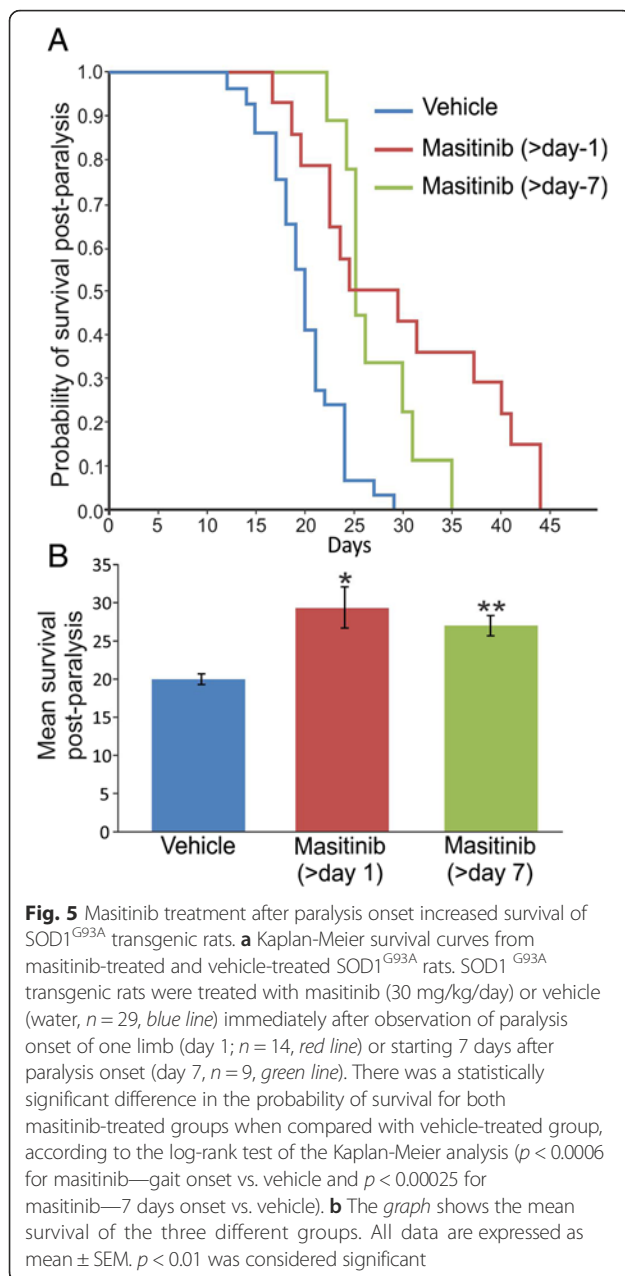 A
Probability of survival post-paralysis
1.0
0.9
0.8
0.7
0.6
0.5
0.4
0.3
0.2
0.1
0.0
Vehicle
Masitinib (>day-1)
Masitinib (>day-7)
0 5 10 15 20 25 30 35 40 45
Days
B
Mean survival
post-paralysis
35
30
25
20
15
10
5
0
*
**
Vehicle
Masitinib
(>day 1)
Masitinib
(>day 7)
Fig. 5 Masitinib treatment after paralysis onset increased survival of
SOD1^G93A transgenic rats. a Kaplan-Meier survival curves from
masitinib-treated and vehicle-treated SOD1^G93A rats. SOD1 ^G93A
transgenic rats were treated with masitinib (30 mg/kg/day) or vehicle
(water, n = 29, blue line) immediately after observation of paralysis
onset of one limb (day 1; n = 14, red line) or starting 7 days after
paralysis onset (day 7, n = 9, green line). There was a statistically
significant difference in the probability of survival for both
masitinib-treated groups when compared with vehicle-treated group,
according to the log-rank test of the Kaplan-Meier analysis (p < 0.0006
for masitinib—gait onset vs. vehicle and p < 0.00025 for
masitinib—7 days onset vs. vehicle). b The graph shows the mean
survival of the three different groups. All data are expressed as
mean ± SEM. p < 0.01 was considered significant